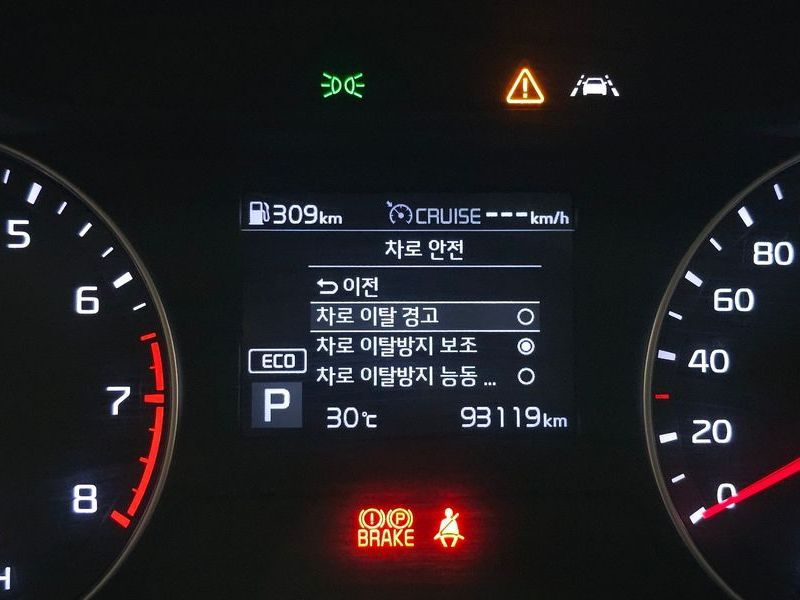 309km CRUISE---km/h
차로 안전
이전
차로 이탈 경고
차로 이탈방지 보조
차로 이탈방지 능동 ...
ECO
P
30℃ 93119km
5
6
7
8
H
80
60
40
20
0
P
BRAKE